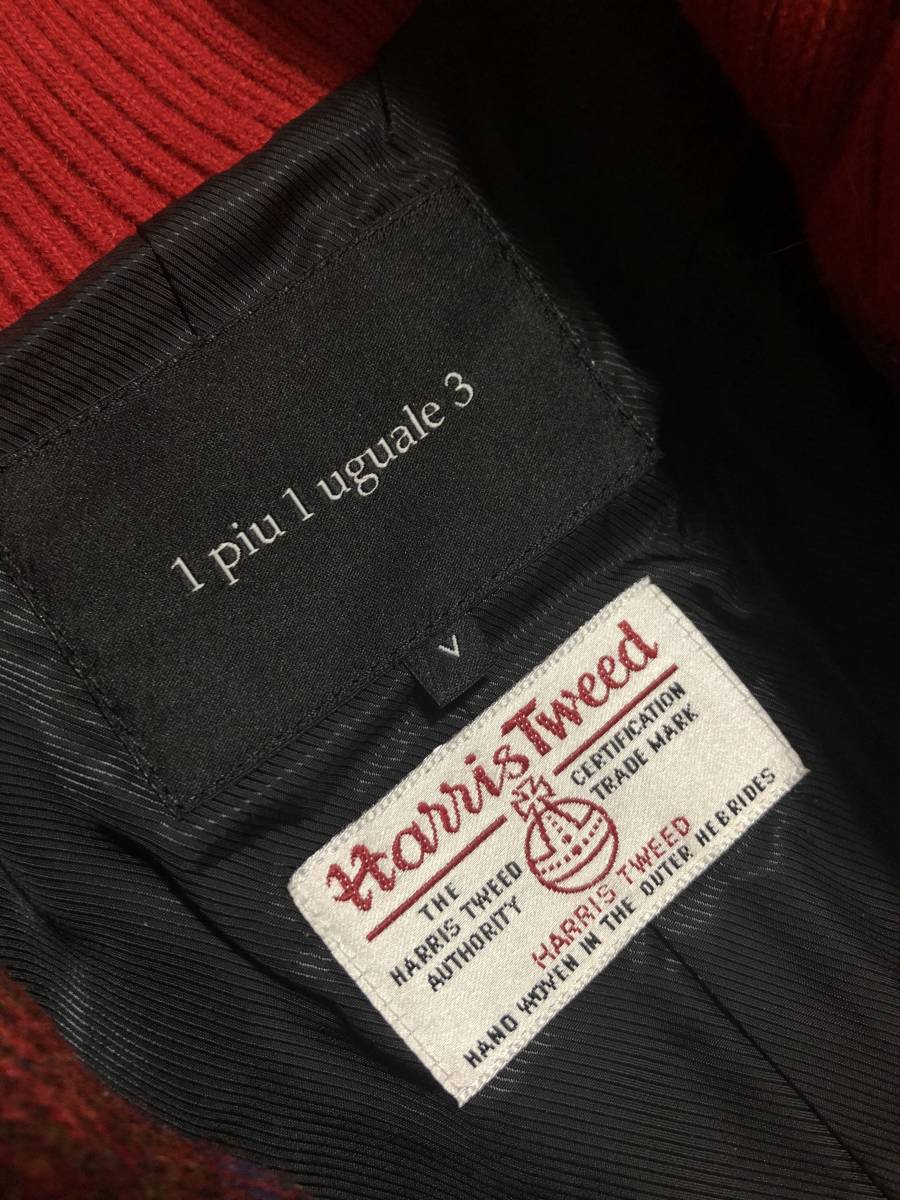 1 piu 1 uguale 3
V
Harris Tweed
THE
HARRIS TWEED
AUTHORITY
CERTIFICATION
TRADE MARK
HARRIS TWEED
HAND WOVEN IN THE OUTER HEBRIDES